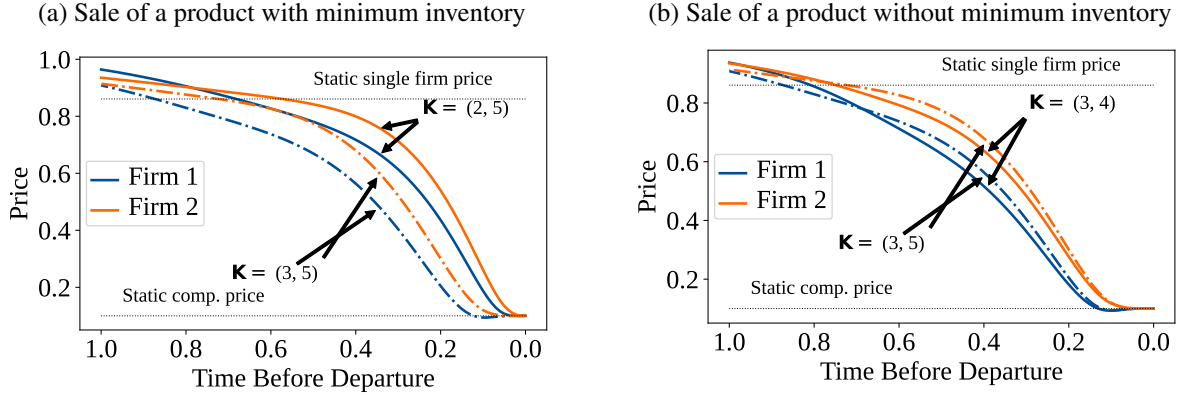 (a) Sale of a product with minimum inventory
1.0
0.8
0.6
0.4
0.2
Price
Static single firm price
K = (2, 5)
Firm 1
Firm 2
K = (3, 5)
Static comp. price
1.0 0.8 0.6 0.4 0.2 0.0
Time Before Departure
(b) Sale of a product without minimum inventory
0.8
0.6
0.4
0.2
Price
Static single firm price
K = (3, 4)
Firm 1
Firm 2
K = (3, 5)
Static comp. price
1.0 0.8 0.6 0.4 0.2 0.0
Time Before Departure